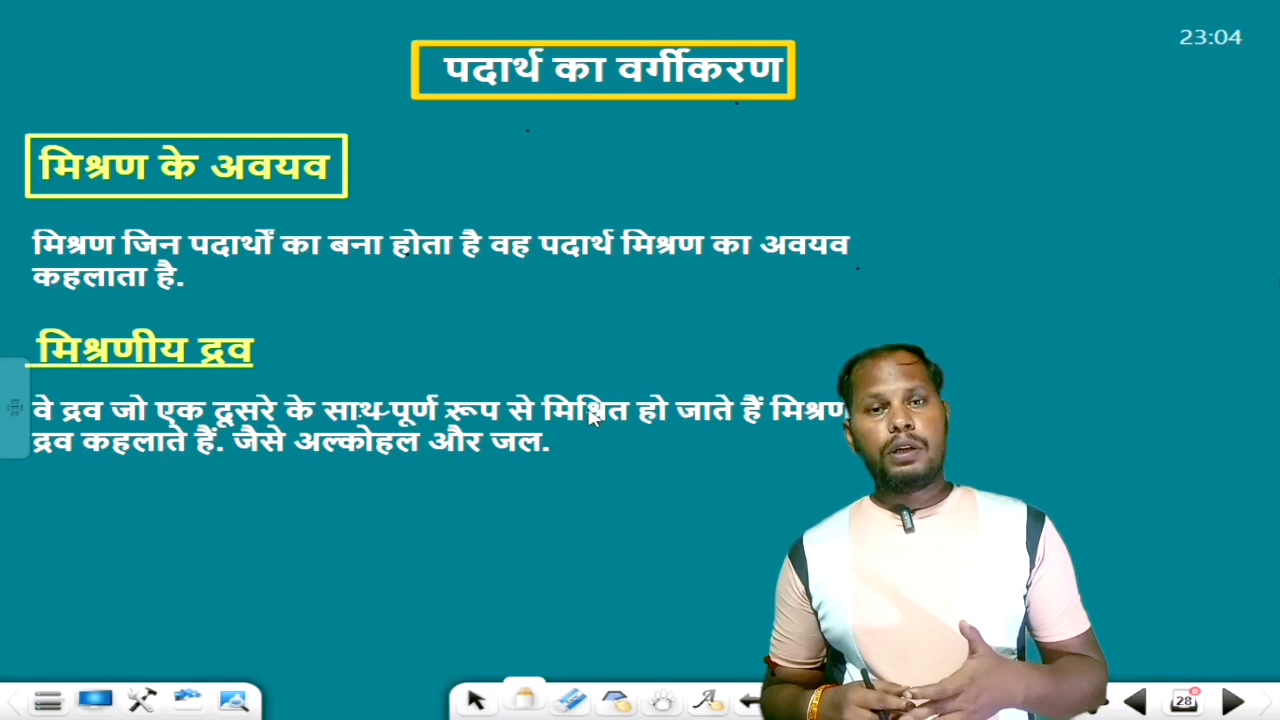 23:04
पदार्थ का वर्गीकरण
मिश्रण के अवयव
मिश्रण जिन पदार्थों का बना होता है वह पदार्थ मिश्रण का अवयव
कहलाता है.
मिश्रणीय द्रव
वे द्रव जो एक दूसरे के साथ-पूर्ण रूप से मिश्रित हो जाते हैं
द्रव कहलाते हैं. जैसे अल्कोहल और जल.
28